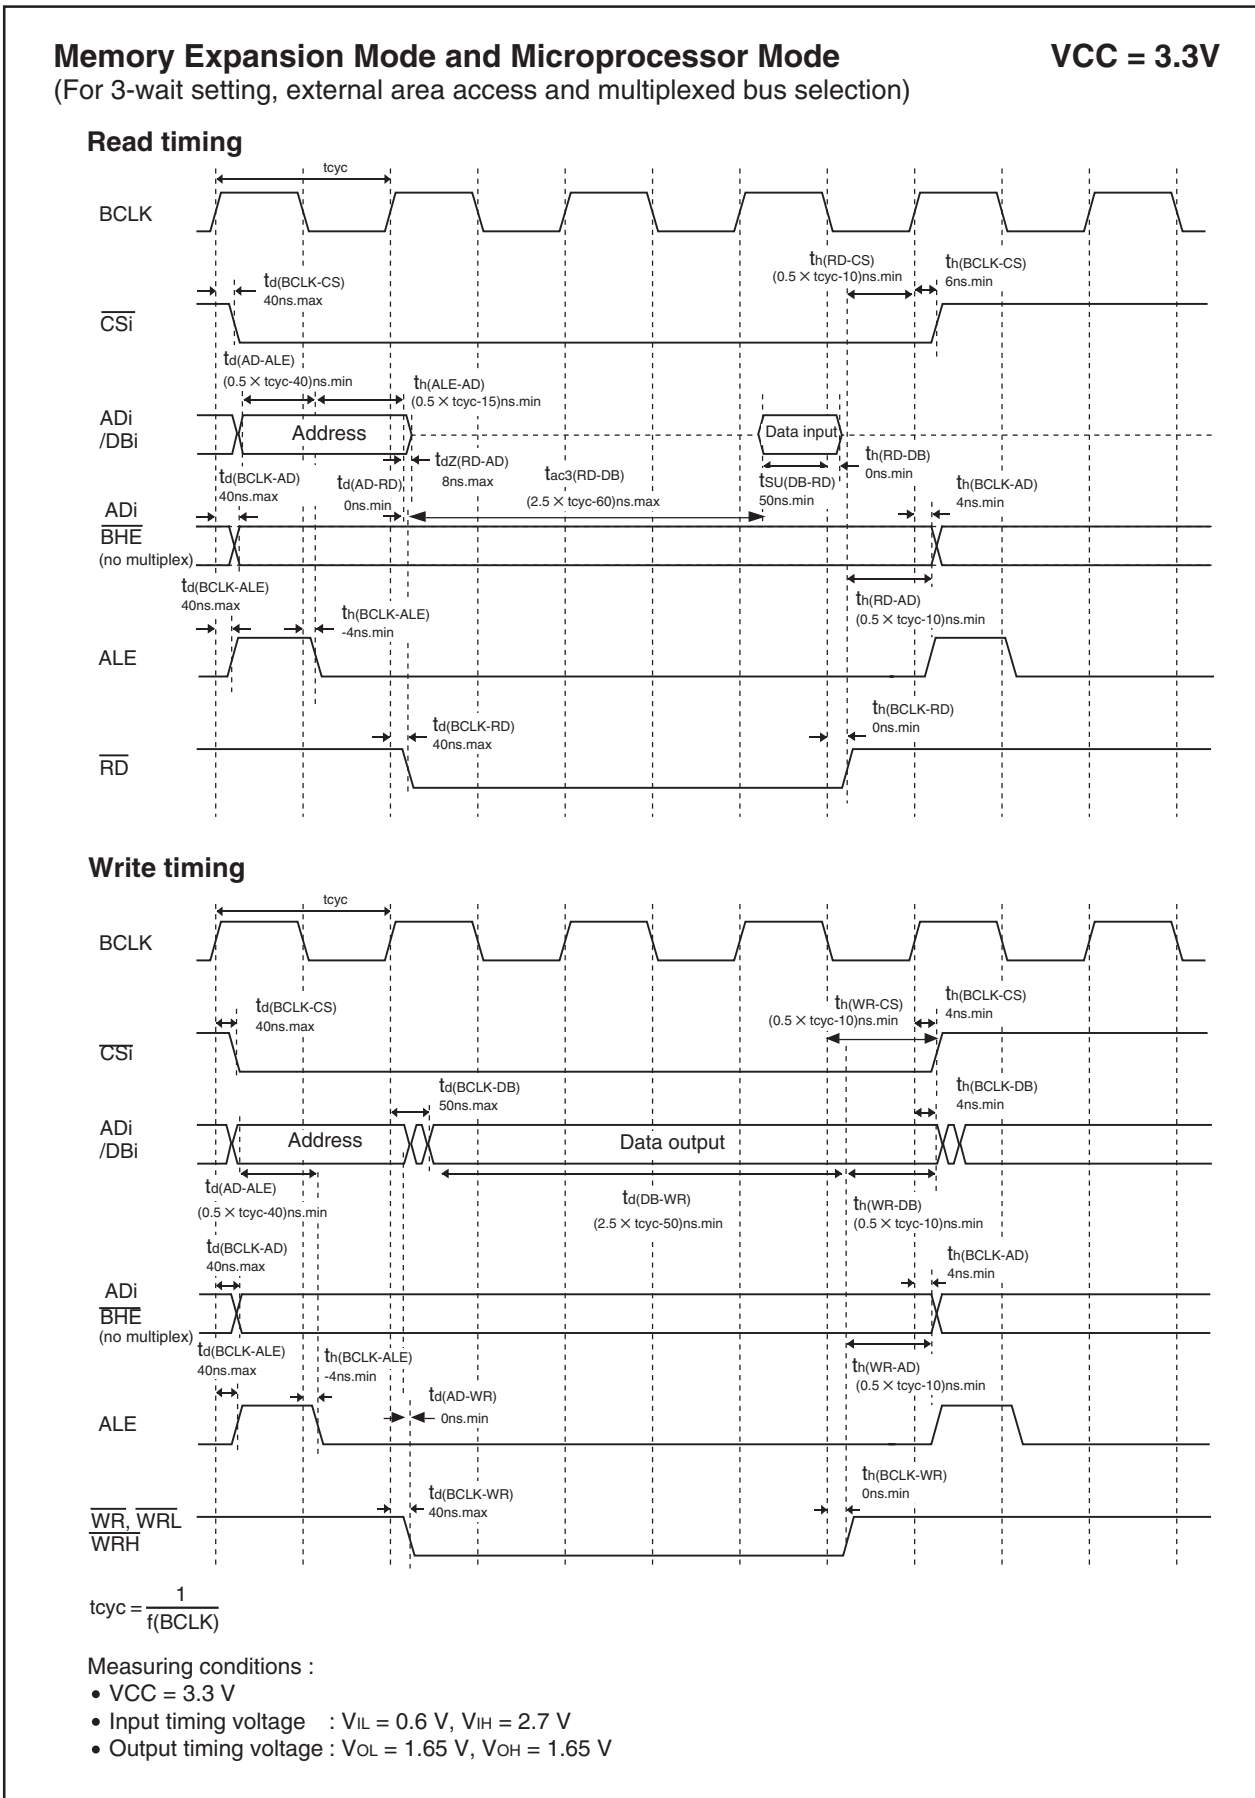 Memory Expansion Mode and Microprocessor Mode VCC = 3.3V
(For 3-wait setting, external area access and multiplexed bus selection)
Read timing
tcyc
BCLK
th(RD-CS)
(0.5 × tcyc-10)ns.min
th(BCLK-CS)
6ns.min
td(BCLK-CS)
40ns.max
CSi
td(AD-ALE)
(0.5 × tcyc-40)ns.min
th(ALE-AD)
(0.5 × tcyc-15)ns.min
ADi
/DBi
Address
Data input
tdZ(RD-AD)
8ns.max
th(RD-DB)
0ns.min
td(BCLK-AD)
40ns.max
td(AD-RD)
0ns.min
tac3(RD-DB)
(2.5 × tcyc-60)ns.max
tSU(DB-RD)
50ns.min
th(BCLK-AD)
4ns.min
ADi
BHE
(no multiplex)
td(BCLK-ALE)
40ns.max
th(BCLK-ALE)
-4ns.min
th(RD-AD)
(0.5 × tcyc-10)ns.min
ALE
td(BCLK-RD)
40ns.max
th(BCLK-RD)
0ns.min
RD
Write timing
tcyc
BCLK
td(BCLK-CS)
40ns.max
th(WR-CS)
(0.5 × tcyc-10)ns.min
th(BCLK-CS)
4ns.min
CSi
td(BCLK-DB)
50ns.max
th(BCLK-DB)
4ns.min
ADi
/DBi
Address
Data output
td(AD-ALE)
(0.5 × tcyc-40)ns.min
td(DB-WR)
(2.5 × tcyc-50)ns.min
th(WR-DB)
(0.5 × tcyc-10)ns.min
td(BCLK-AD)
40ns.max
th(BCLK-AD)
4ns.min
ADi
BHE
(no multiplex)
td(BCLK-ALE)
40ns.max
th(BCLK-ALE)
-4ns.min
th(WR-AD)
(0.5 × tcyc-10)ns.min
td(AD-WR)
0ns.min
ALE
td(BCLK-WR)
40ns.max
th(BCLK-WR)
0ns.min
WR, WRL
WRH
tcyc = 1
f(BCLK)
Measuring conditions :
• VCC = 3.3 V
• Input timing voltage : VIL = 0.6 V, VIH = 2.7 V
• Output timing voltage : VOL = 1.65 V, VOH = 1.65 V